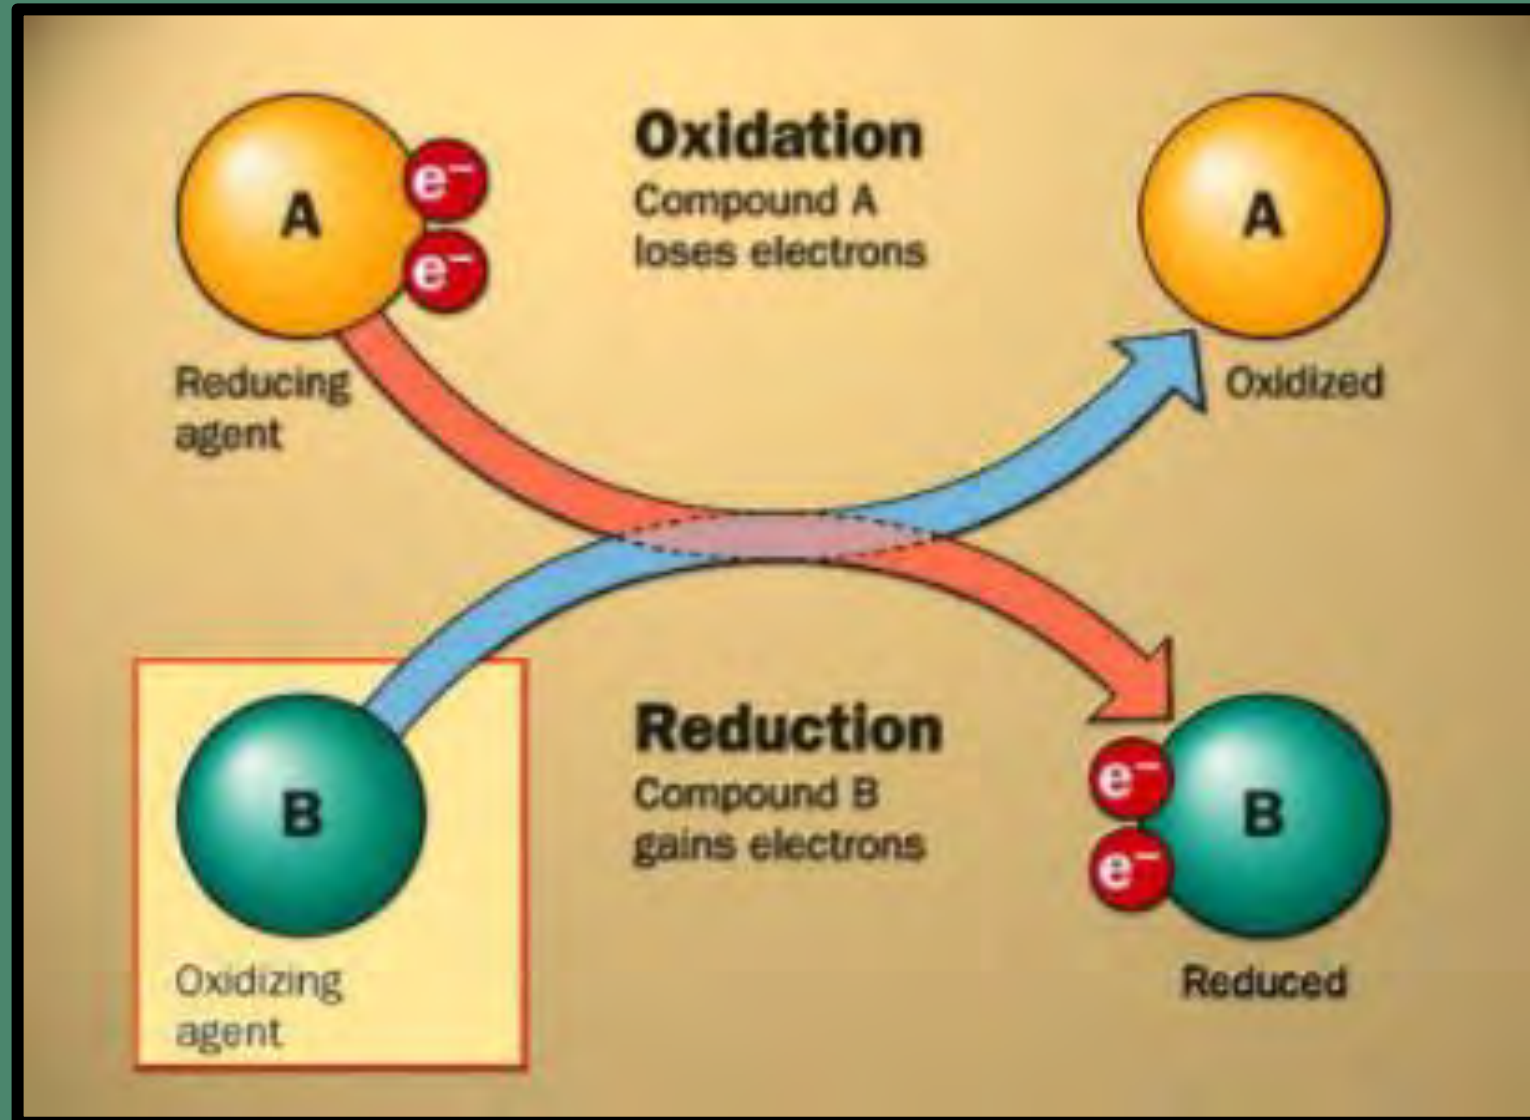 A
e⁻
e⁻
Reducing
agent
Oxidation
Compound A
loses electrons
A
Oxidized
B
Oxidizing
agent
Reduction
Compound B
gains electrons
e⁻
e⁻
B
Reduced